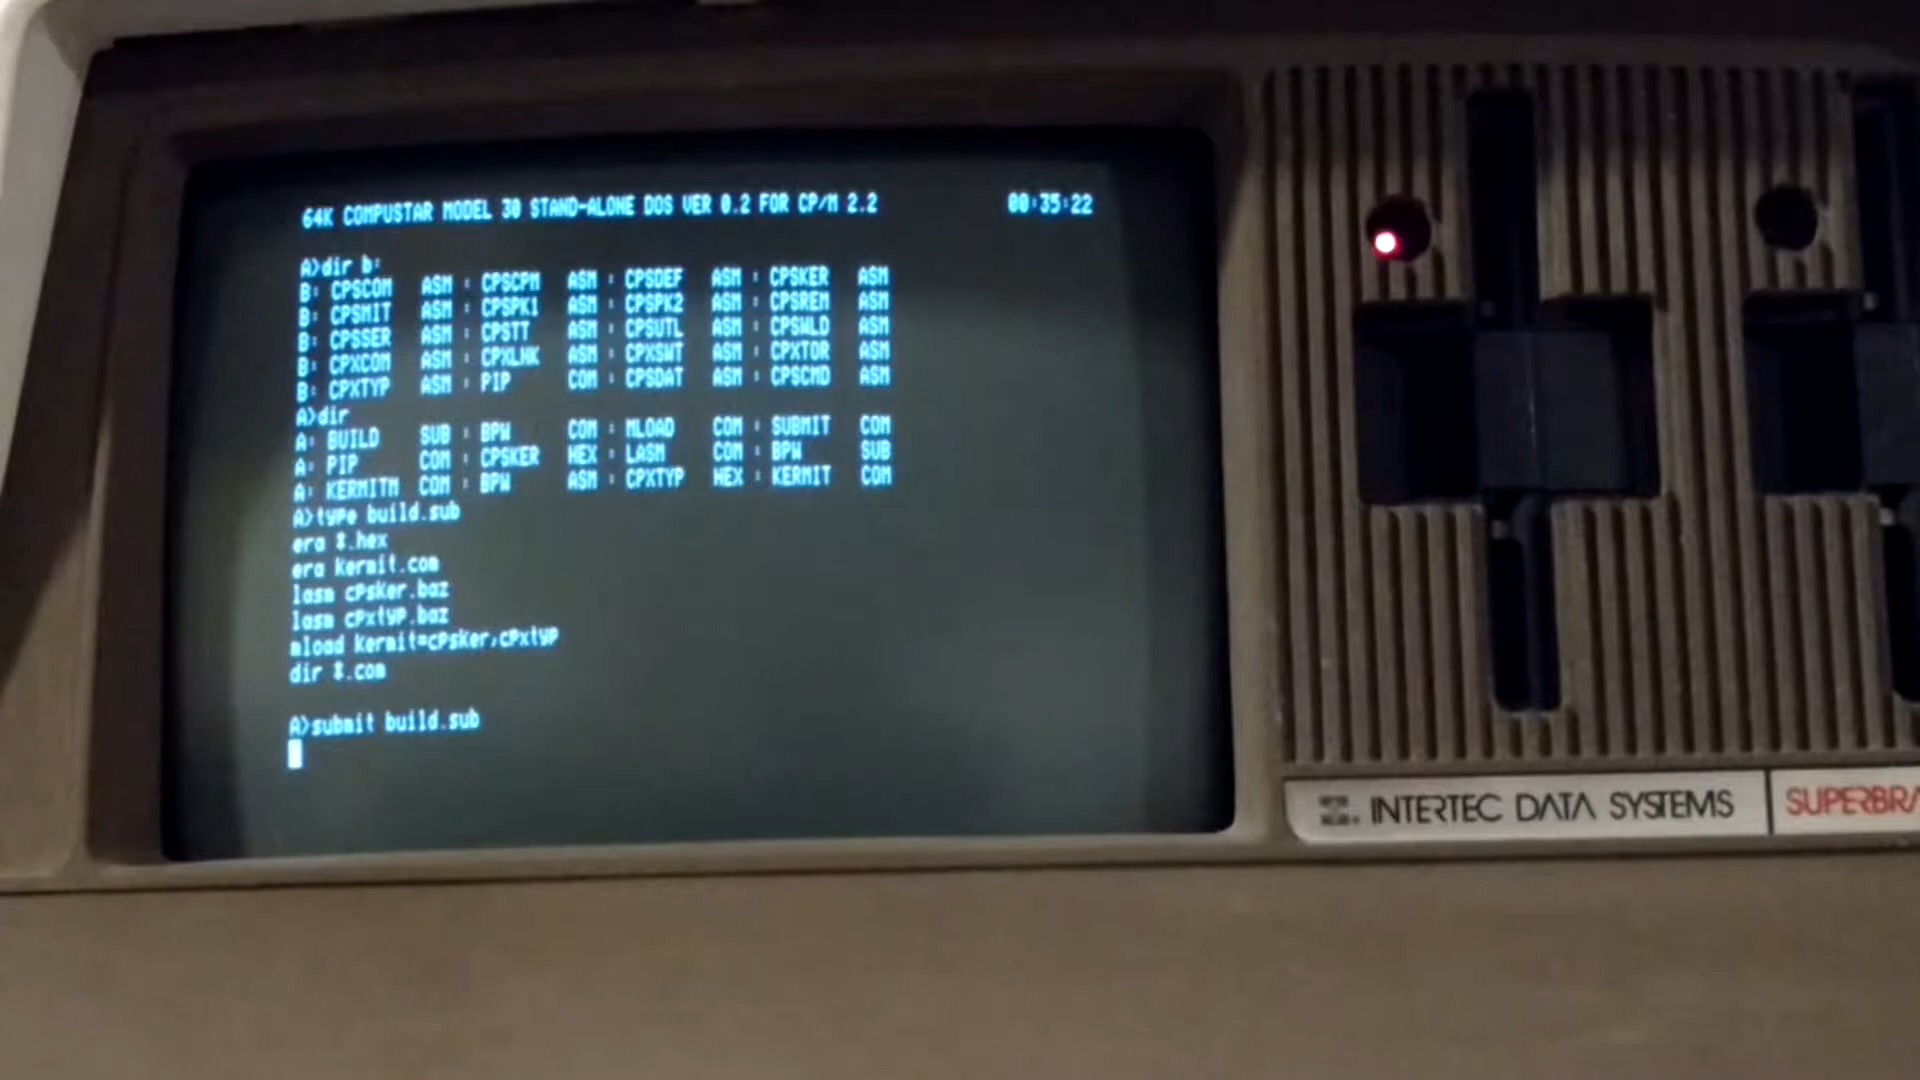 64K COMPUSTAR MODEL 30 STAND-ALONE DOS VER 0.2 FOR CP/M 2.2 00:35:22
A>dir b:
B: CPSCOM ASM : CPSCPM ASM : CPSDEF ASM : CPSKER ASM
B: CPSMIT ASM : CPSPK1 ASM : CPSPK2 ASM : CPSREM ASM
B: CPSSER ASM : CPSTT ASM : CPSUTL ASM : CPSWLD ASM
B: CPXCOM ASM : CPXLNK ASM : CPXSWT ASM : CPXTOR ASM
B: CPXTYP ASM : PIP COM : CPSDAT ASM : CPSCMD ASM
A>dir
A: BUILD SUB : BPW COM : MLOAD COM : SUBMIT COM
A: PIP COM : CPSKER HEX : LASM COM : BPW SUB
A: KERMITM COM : BPW ASM : CPXTYP HEX : KERMIT COM
A>type build.sub
era *.hex
era kermit.com
lasm cpsker.baz
lasm cpxtyp.baz
mload kermit=cpsker,cpxtyp
dir *.com
A>submit build.sub
INTERTEC DATA SYSTEMS
SUPERBRA